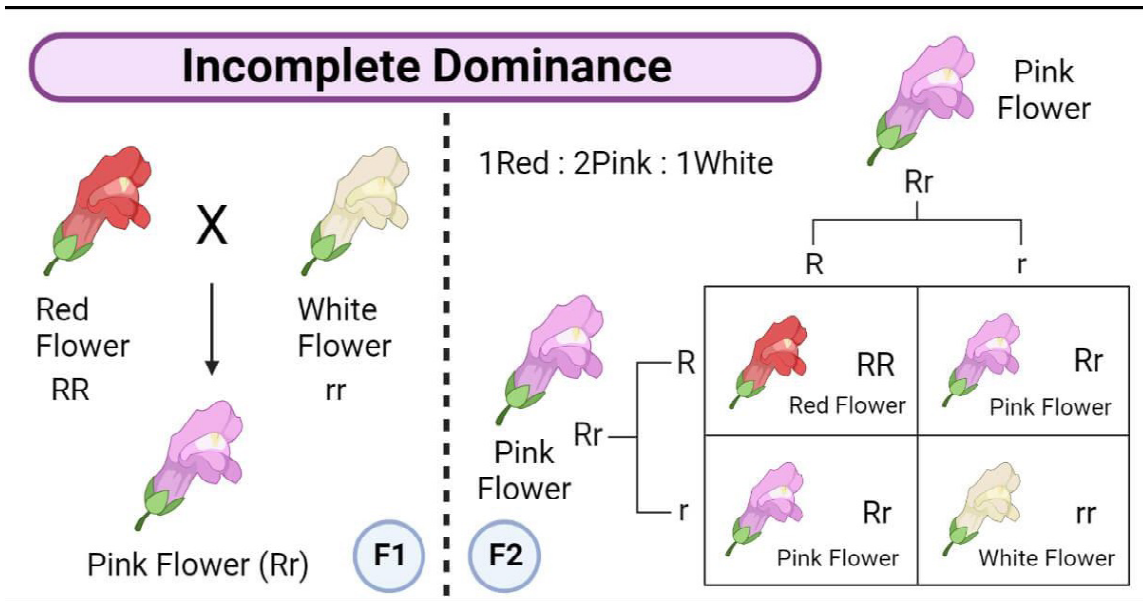 Incomplete Dominance
Red
Flower
RR
X
White
Flower
rr
Pink Flower (Rr)
F1
1Red : 2Pink : 1White
Pink
Flower
Rr
R
r
Pink
Flower
Rr
R
r
RR
Red Flower
Rr
Pink Flower
Rr
Pink Flower
rr
White Flower
F2